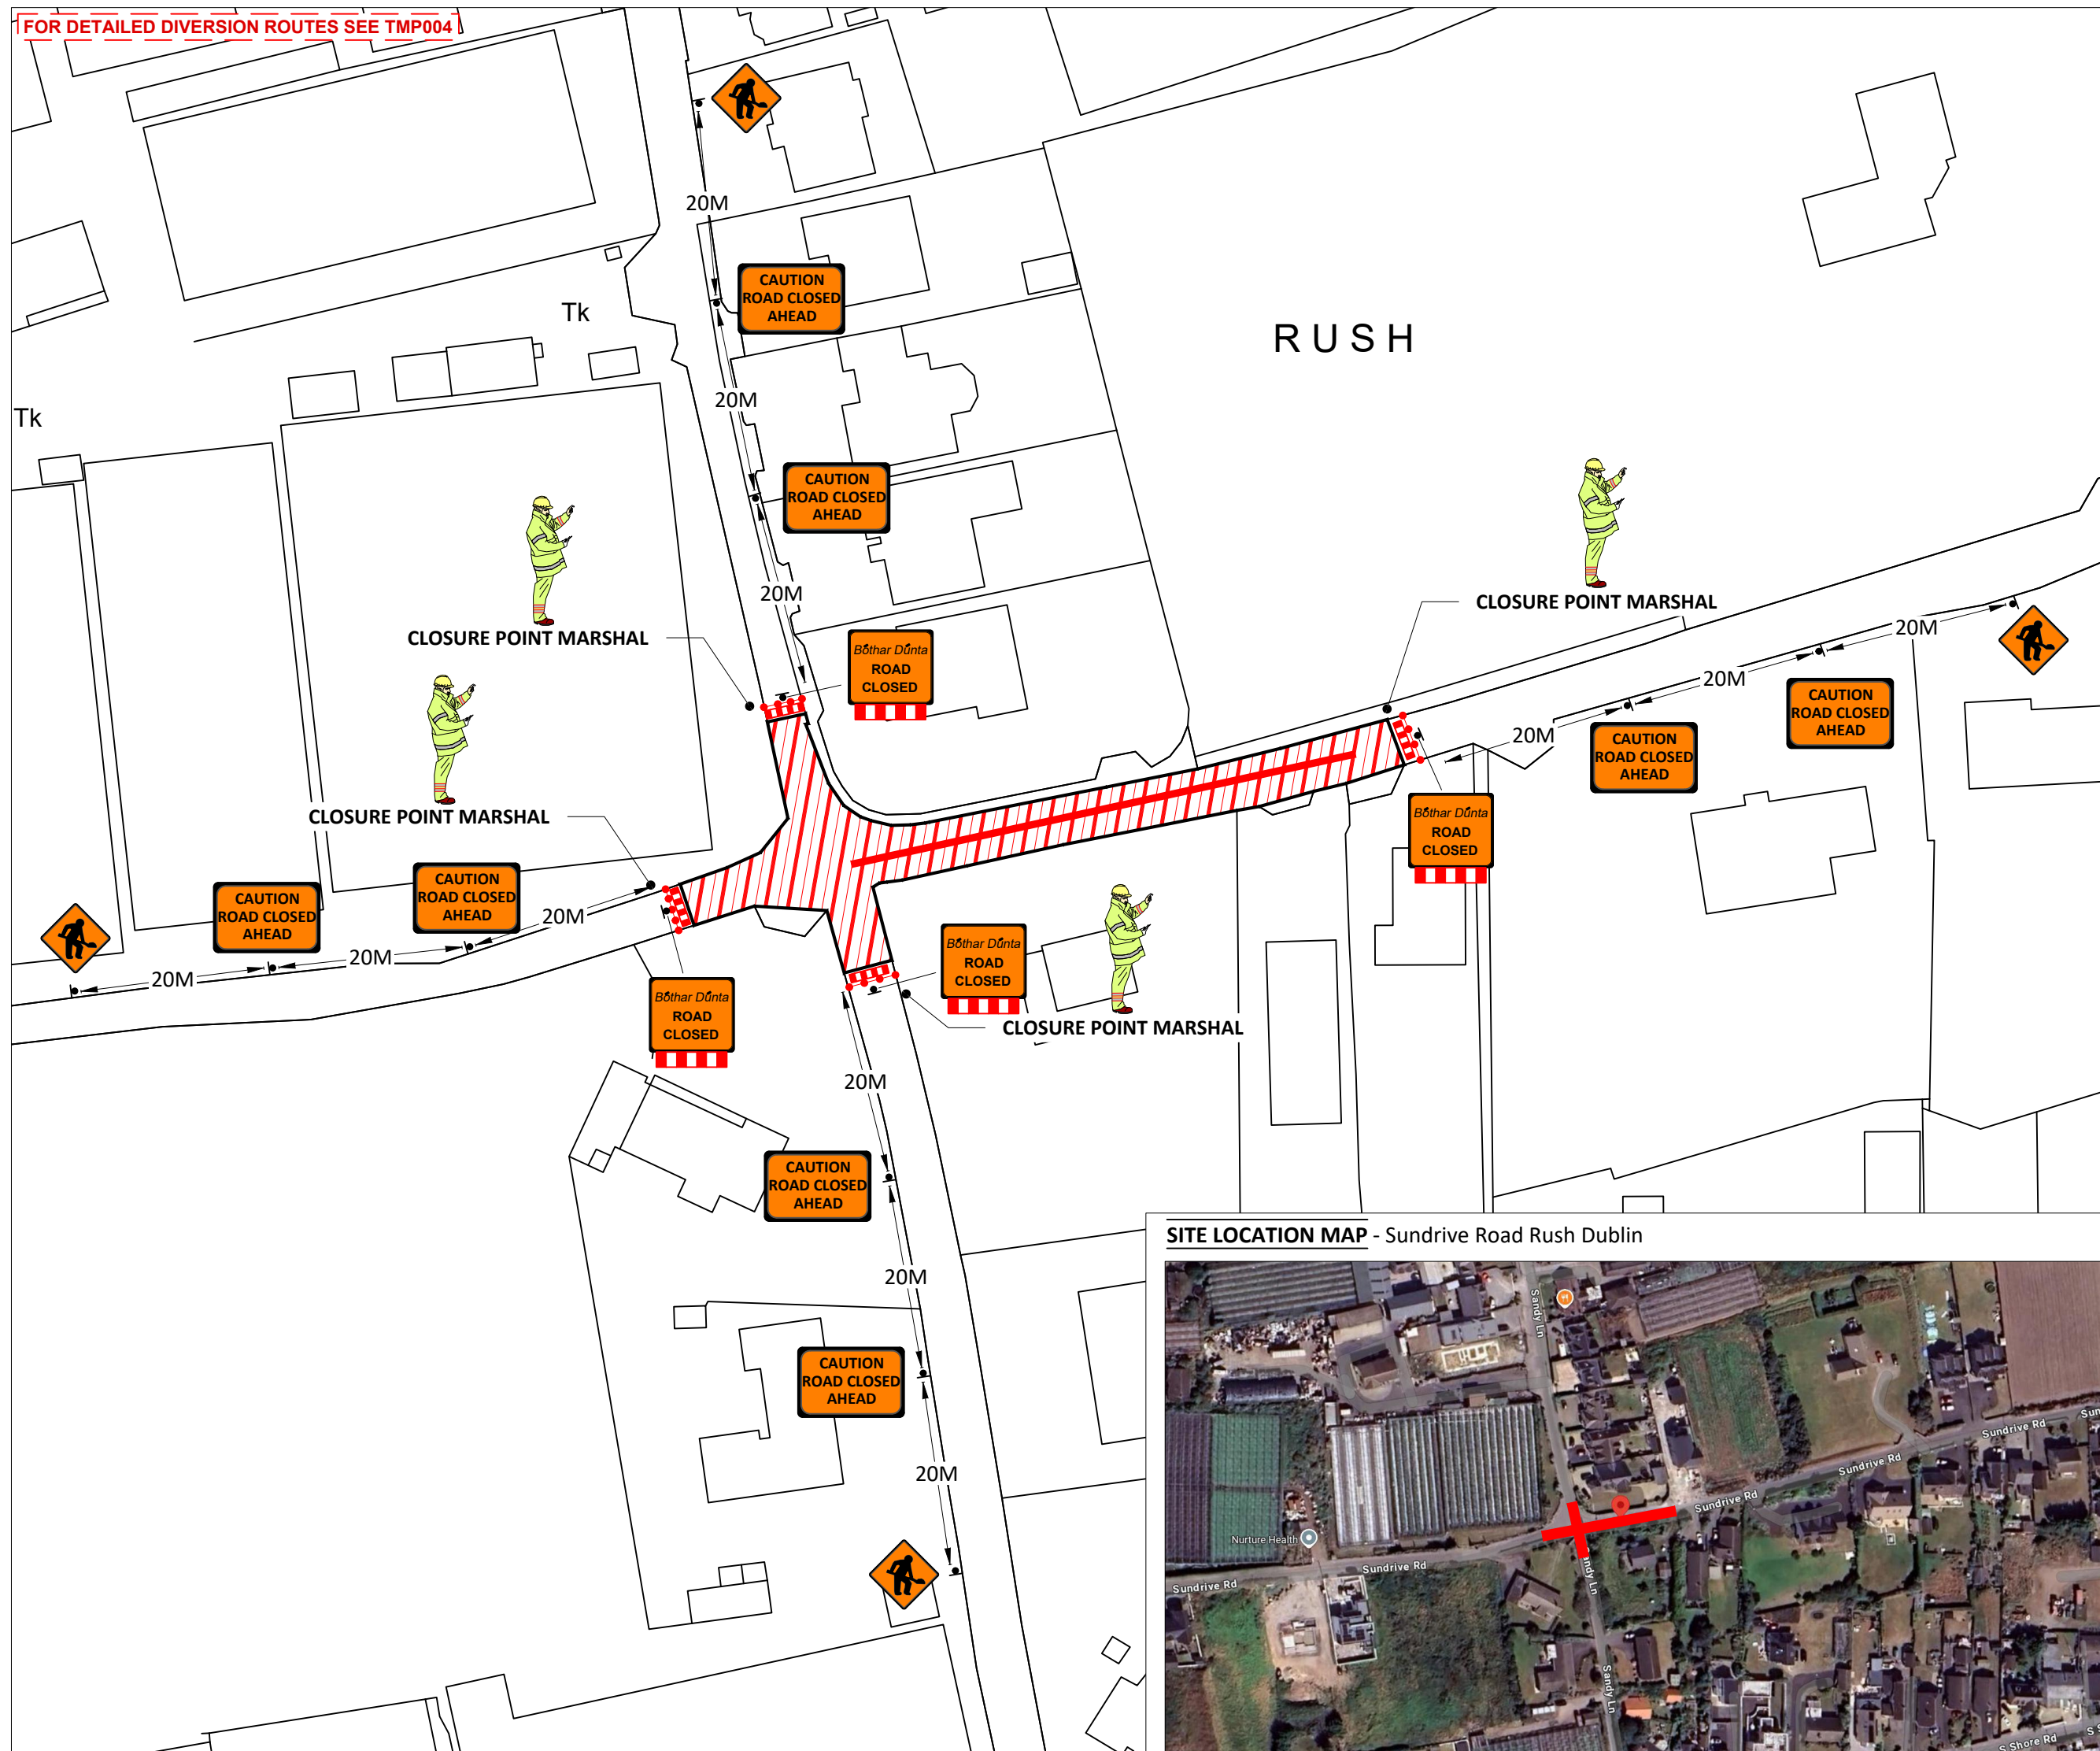 FOR DETAILED DIVERSION ROUTES SEE TMP004
20M
CAUTION
ROAD CLOSED
AHEAD
Tk
RUSH
20M
Tk
CAUTION
ROAD CLOSED
AHEAD
20M
CLOSURE POINT MARSHAL
CLOSURE POINT MARSHAL
Bóthar Dúnta
ROAD
CLOSED
20M
20M
20M
CAUTION
ROAD CLOSED
AHEAD
CAUTION
ROAD CLOSED
AHEAD
CLOSURE POINT MARSHAL
Bóthar Dúnta
ROAD
CLOSED
CAUTION
ROAD CLOSED
AHEAD
CAUTION
ROAD CLOSED
AHEAD
20M
20M
20M
Bóthar Dúnta
ROAD
CLOSED
Bóthar Dúnta
ROAD
CLOSED
CLOSURE POINT MARSHAL
20M
CAUTION
ROAD CLOSED
AHEAD
20M
CAUTION
ROAD CLOSED
AHEAD
20M
SITE LOCATION MAP - Sundrive Road Rush Dublin
Sandy Ln
Sundrive Rd
Sundrive Rd
Sundrive Rd
Nurture Health
Sundrive Rd
Sundrive Rd
Sandy Ln
S Shore Rd